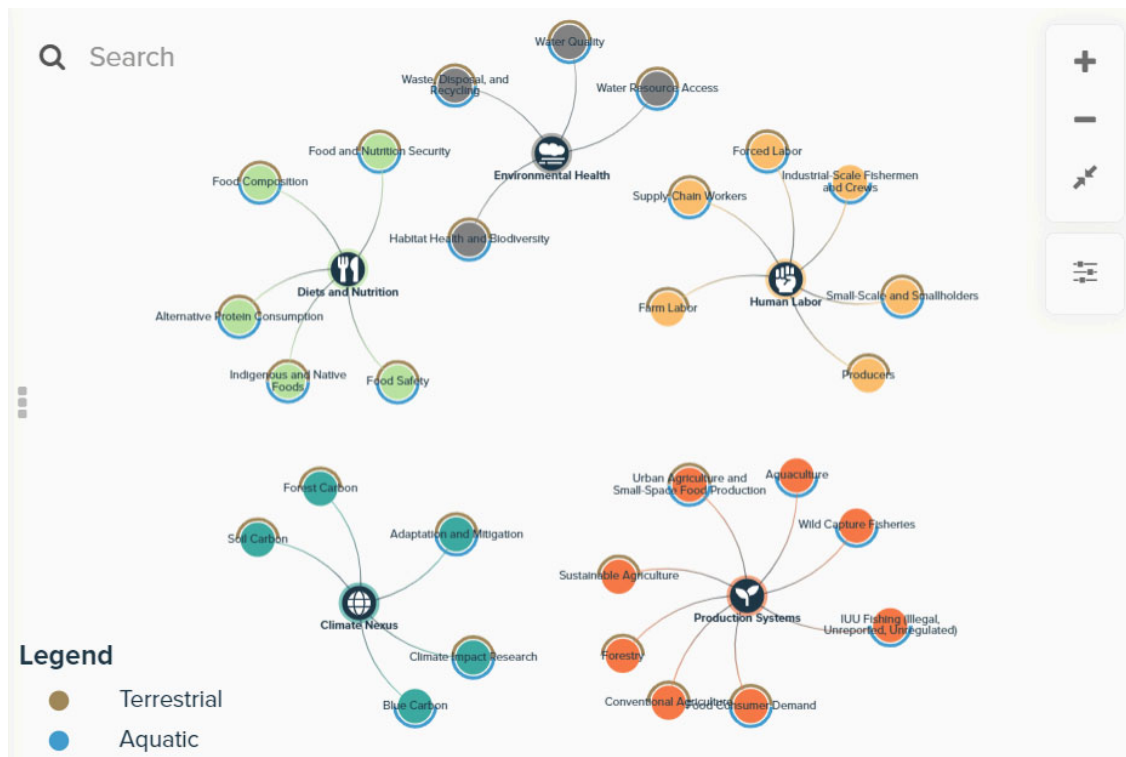 Search
Water Quality
Waste, Disposal, and
Recycling
Water Resource Access
Environmental Health
Habitat Health and Biodiversity
Food and Nutrition Security
Food Composition
Diets and Nutrition
Alternative Protein Consumption
Indigenous and Native
Foods
Food Safety
Forced Labor
Industrial-Scale Fishermen
and Crews
Supply Chain Workers
Human Labor
Small-Scale and Smallholders
Farm Labor
Producers
Forest Carbon
Soil Carbon
Adaptation and Mitigation
Climate Nexus
Climate Impact Research
Blue Carbon
Urban Agriculture and
Small-Space Food Production
Aquaculture
Wild Capture Fisheries
Sustainable Agriculture
Production Systems
IUU Fishing (Illegal,
Unreported, Unregulated)
Forestry
Conventional Agriculture
Food Consumer Demand
Legend
Terrestrial
Aquatic